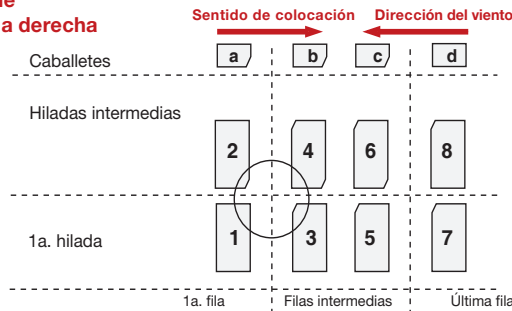 de
a derecha
Sentido de colocación Dirección del viento
Caballetes a b c d
Hiladas intermedias
2 4 6 8
1a. hilada 1 3 5 7
1a. fila Filas intermedias Última fila